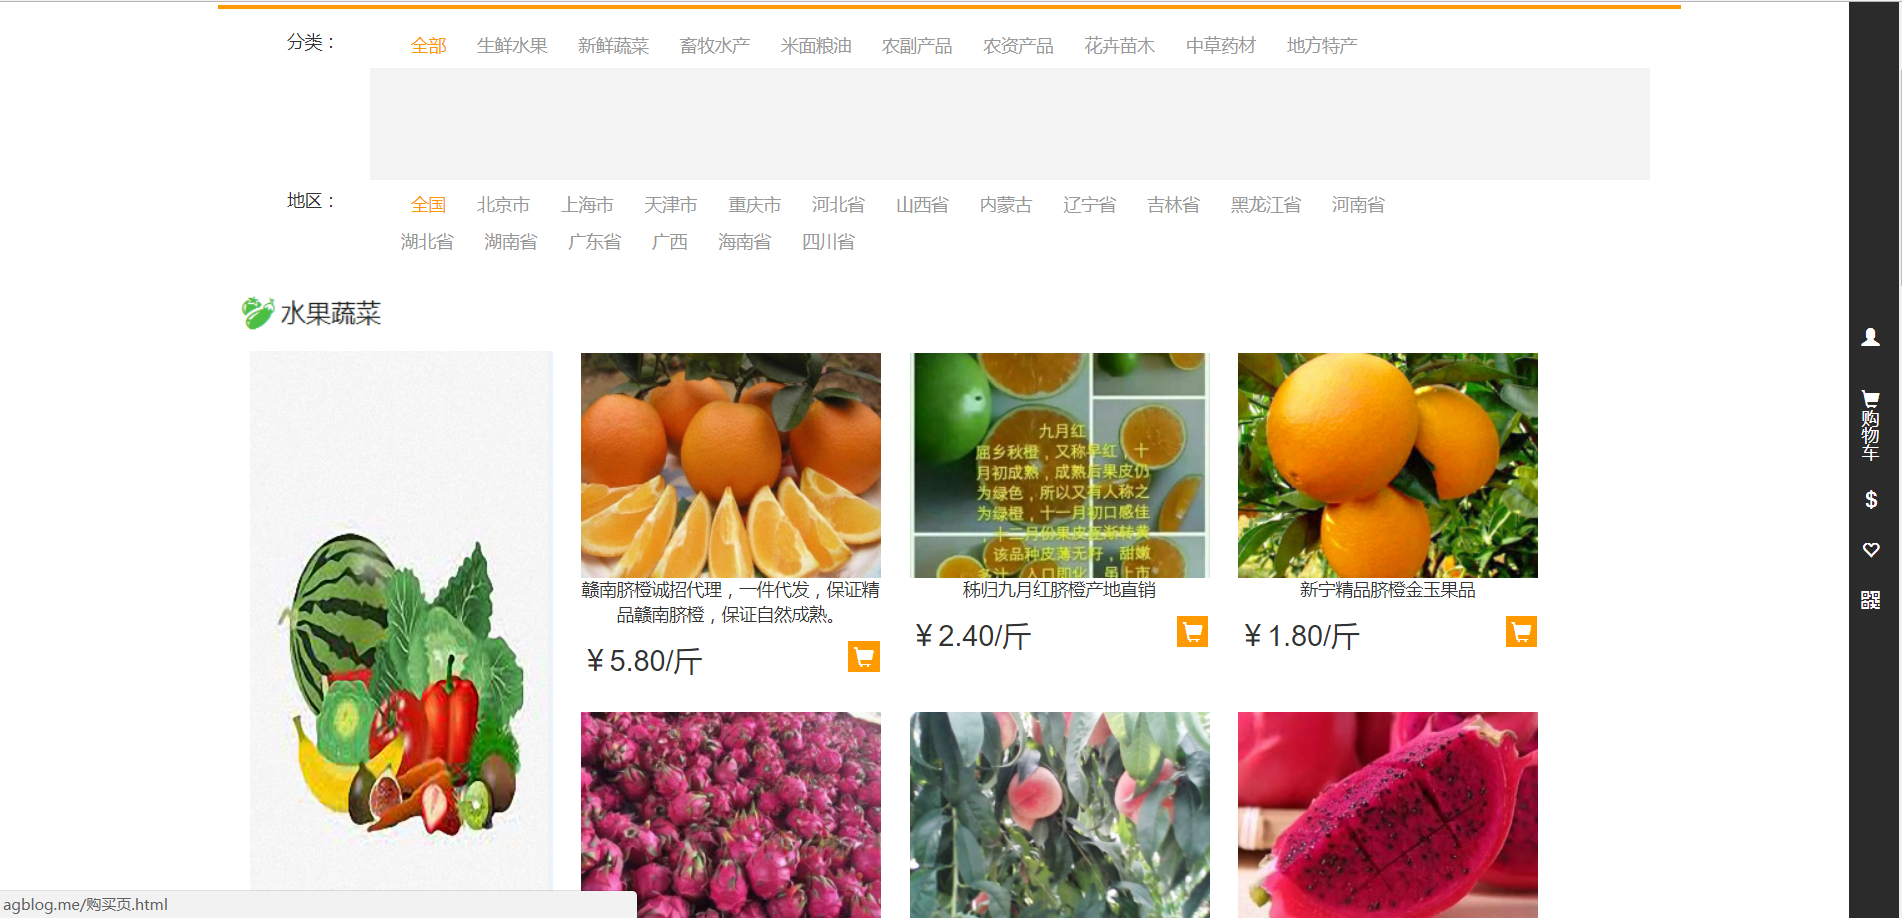 分类： 全部 生鲜水果 新鲜蔬菜 畜牧水产 米面粮油 农副产品 农资产品 花卉苗木 中草药材 地方特产
地区： 全国 北京市 上海市 天津市 重庆市 河北省 山西省 内蒙古 辽宁省 吉林省 黑龙江省 河南省
湖北省 湖南省 广东省 广西 海南省 四川省
水果蔬菜
九月红
屈乡秋橙，又称早红，十
月初成熟，成熟后果皮仍
为绿色，所以又有人称之
为绿橙，十一月初口感佳
，十二月份果皮逐渐转黄
该品种皮薄无籽，甜嫩
多汁，入口即化，虽上市
赣南脐橙诚招代理，一件代发，保证精
品赣南脐橙，保证自然成熟。
￥5.80/斤
秭归九月红脐橙产地直销
￥2.40/斤
新宁精品脐橙金玉果品
￥1.80/斤
购物车
$
agblog.me/购买页.html